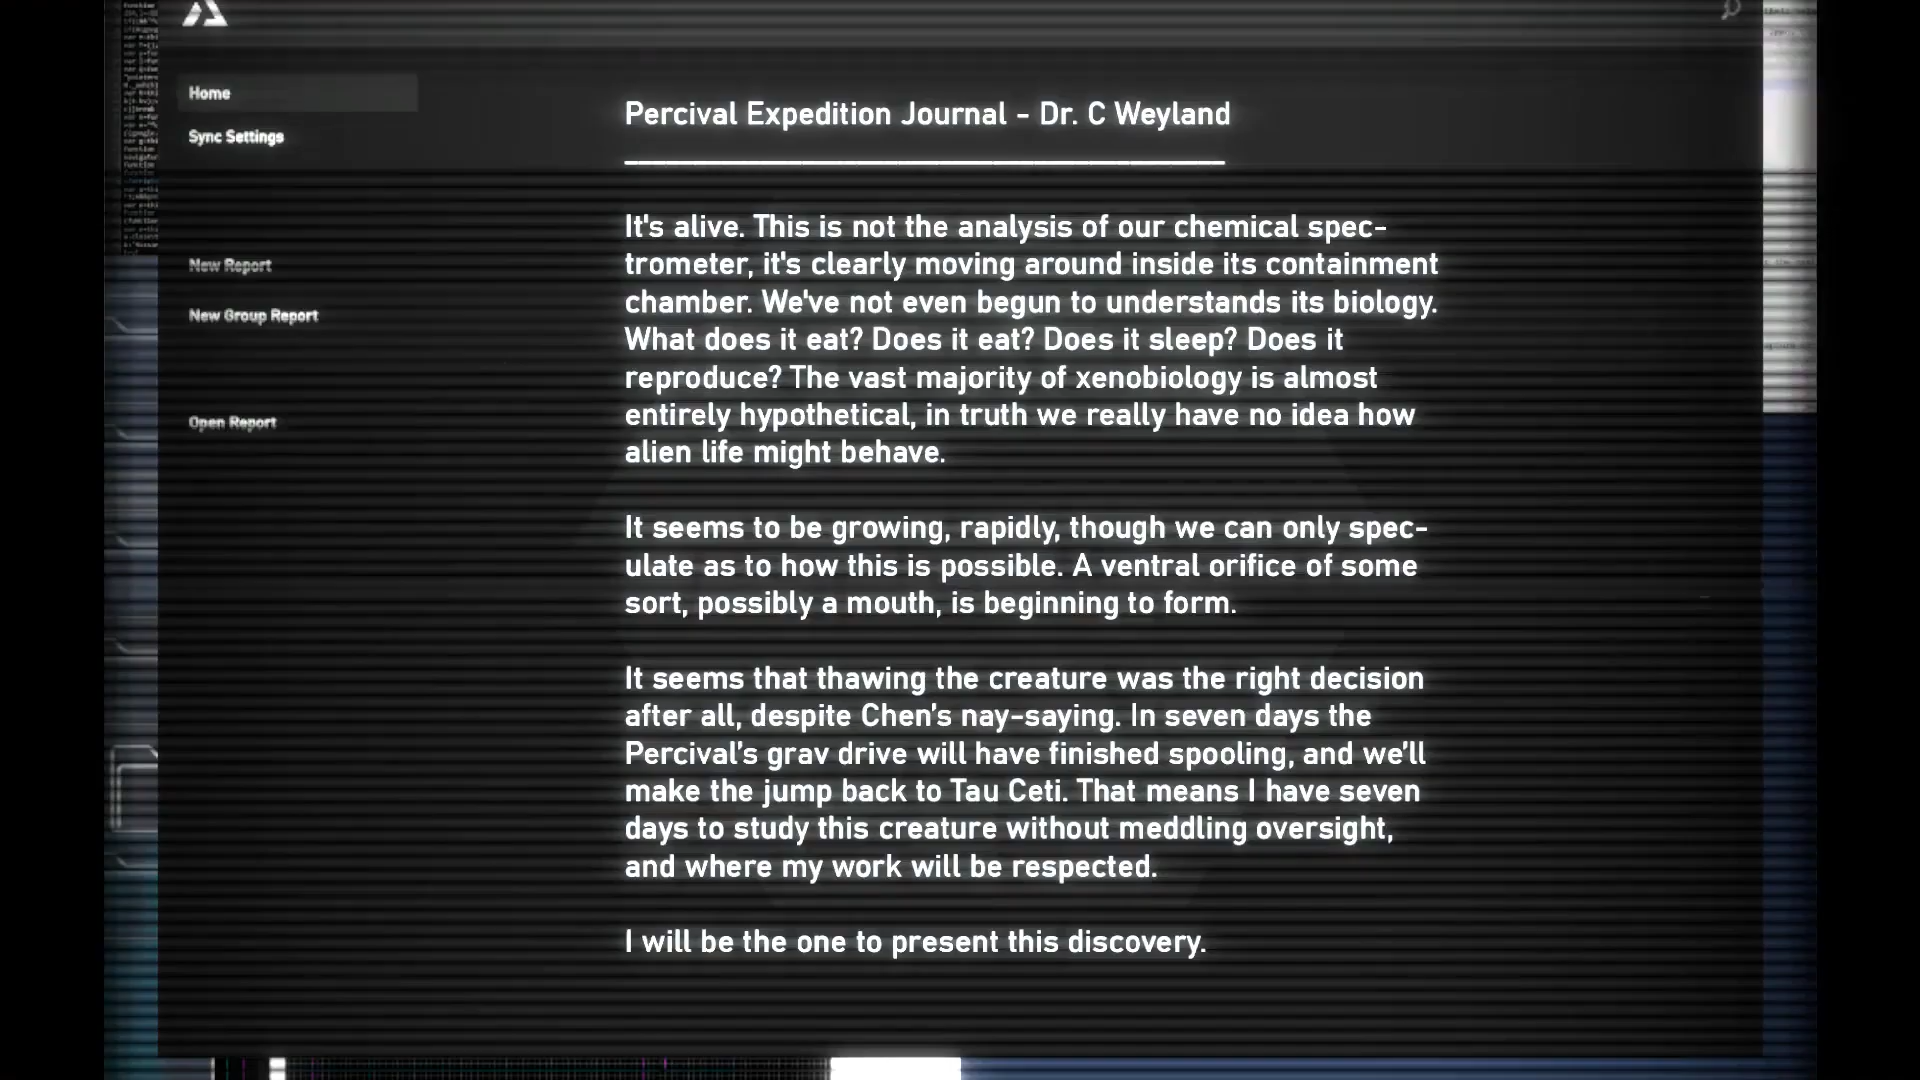 Home
Sync Settings
New Report
New Group Report
Open Report
Percival Expedition Journal - Dr. C Weyland
It's alive. This is not the analysis of our chemical spec-
trometer, it's clearly moving around inside its containment
chamber. We've not even begun to understands its biology.
What does it eat? Does it eat? Does it sleep? Does it
reproduce? The vast majority of xenobiology is almost
entirely hypothetical, in truth we really have no idea how
alien life might behave.
It seems to be growing, rapidly, though we can only spec-
ulate as to how this is possible. A ventral orifice of some
sort, possibly a mouth, is beginning to form.
It seems that thawing the creature was the right decision
after all, despite Chen’s nay-saying. In seven days the
Percival’s grav drive will have finished spooling, and we’ll
make the jump back to Tau Ceti. That means I have seven
days to study this creature without meddling oversight,
and where my work will be respected.
I will be the one to present this discovery.